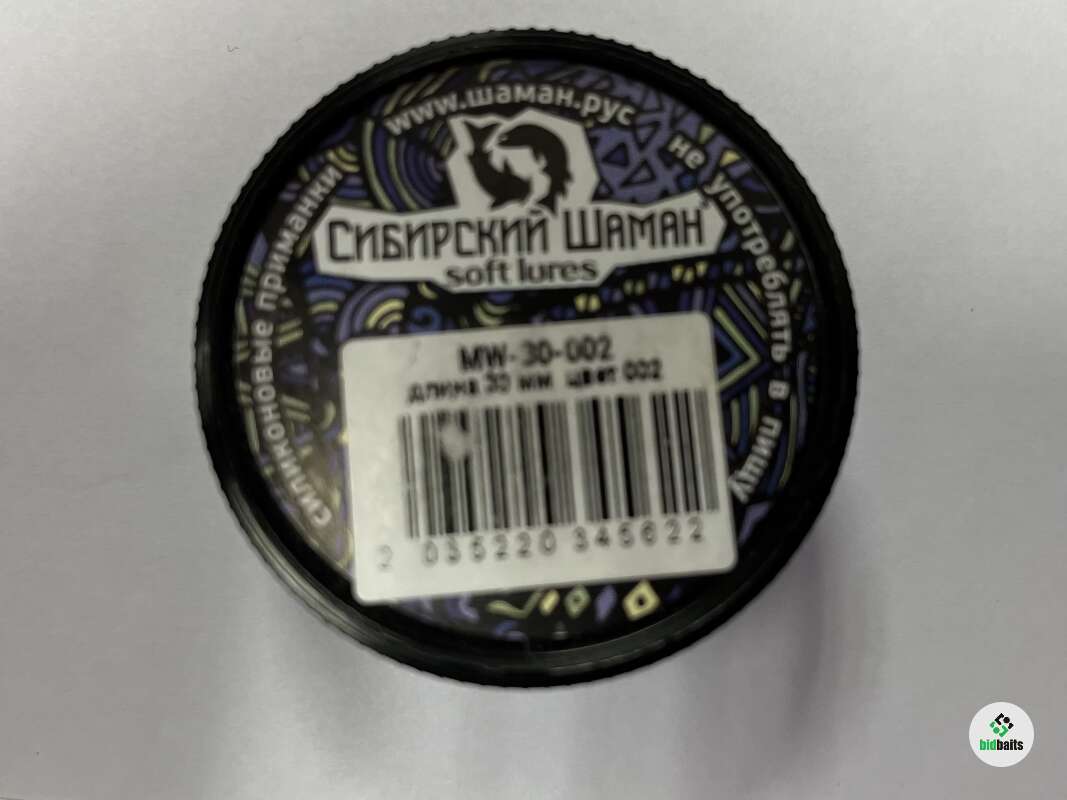 www.шаман.рус
не употреблять в пищу
силиконовые приманки
СИБИРСКИЙ ШАМАН
soft lures
MW-30-002
длина 30 мм цвет 002
2 035220 345622
bidbaits